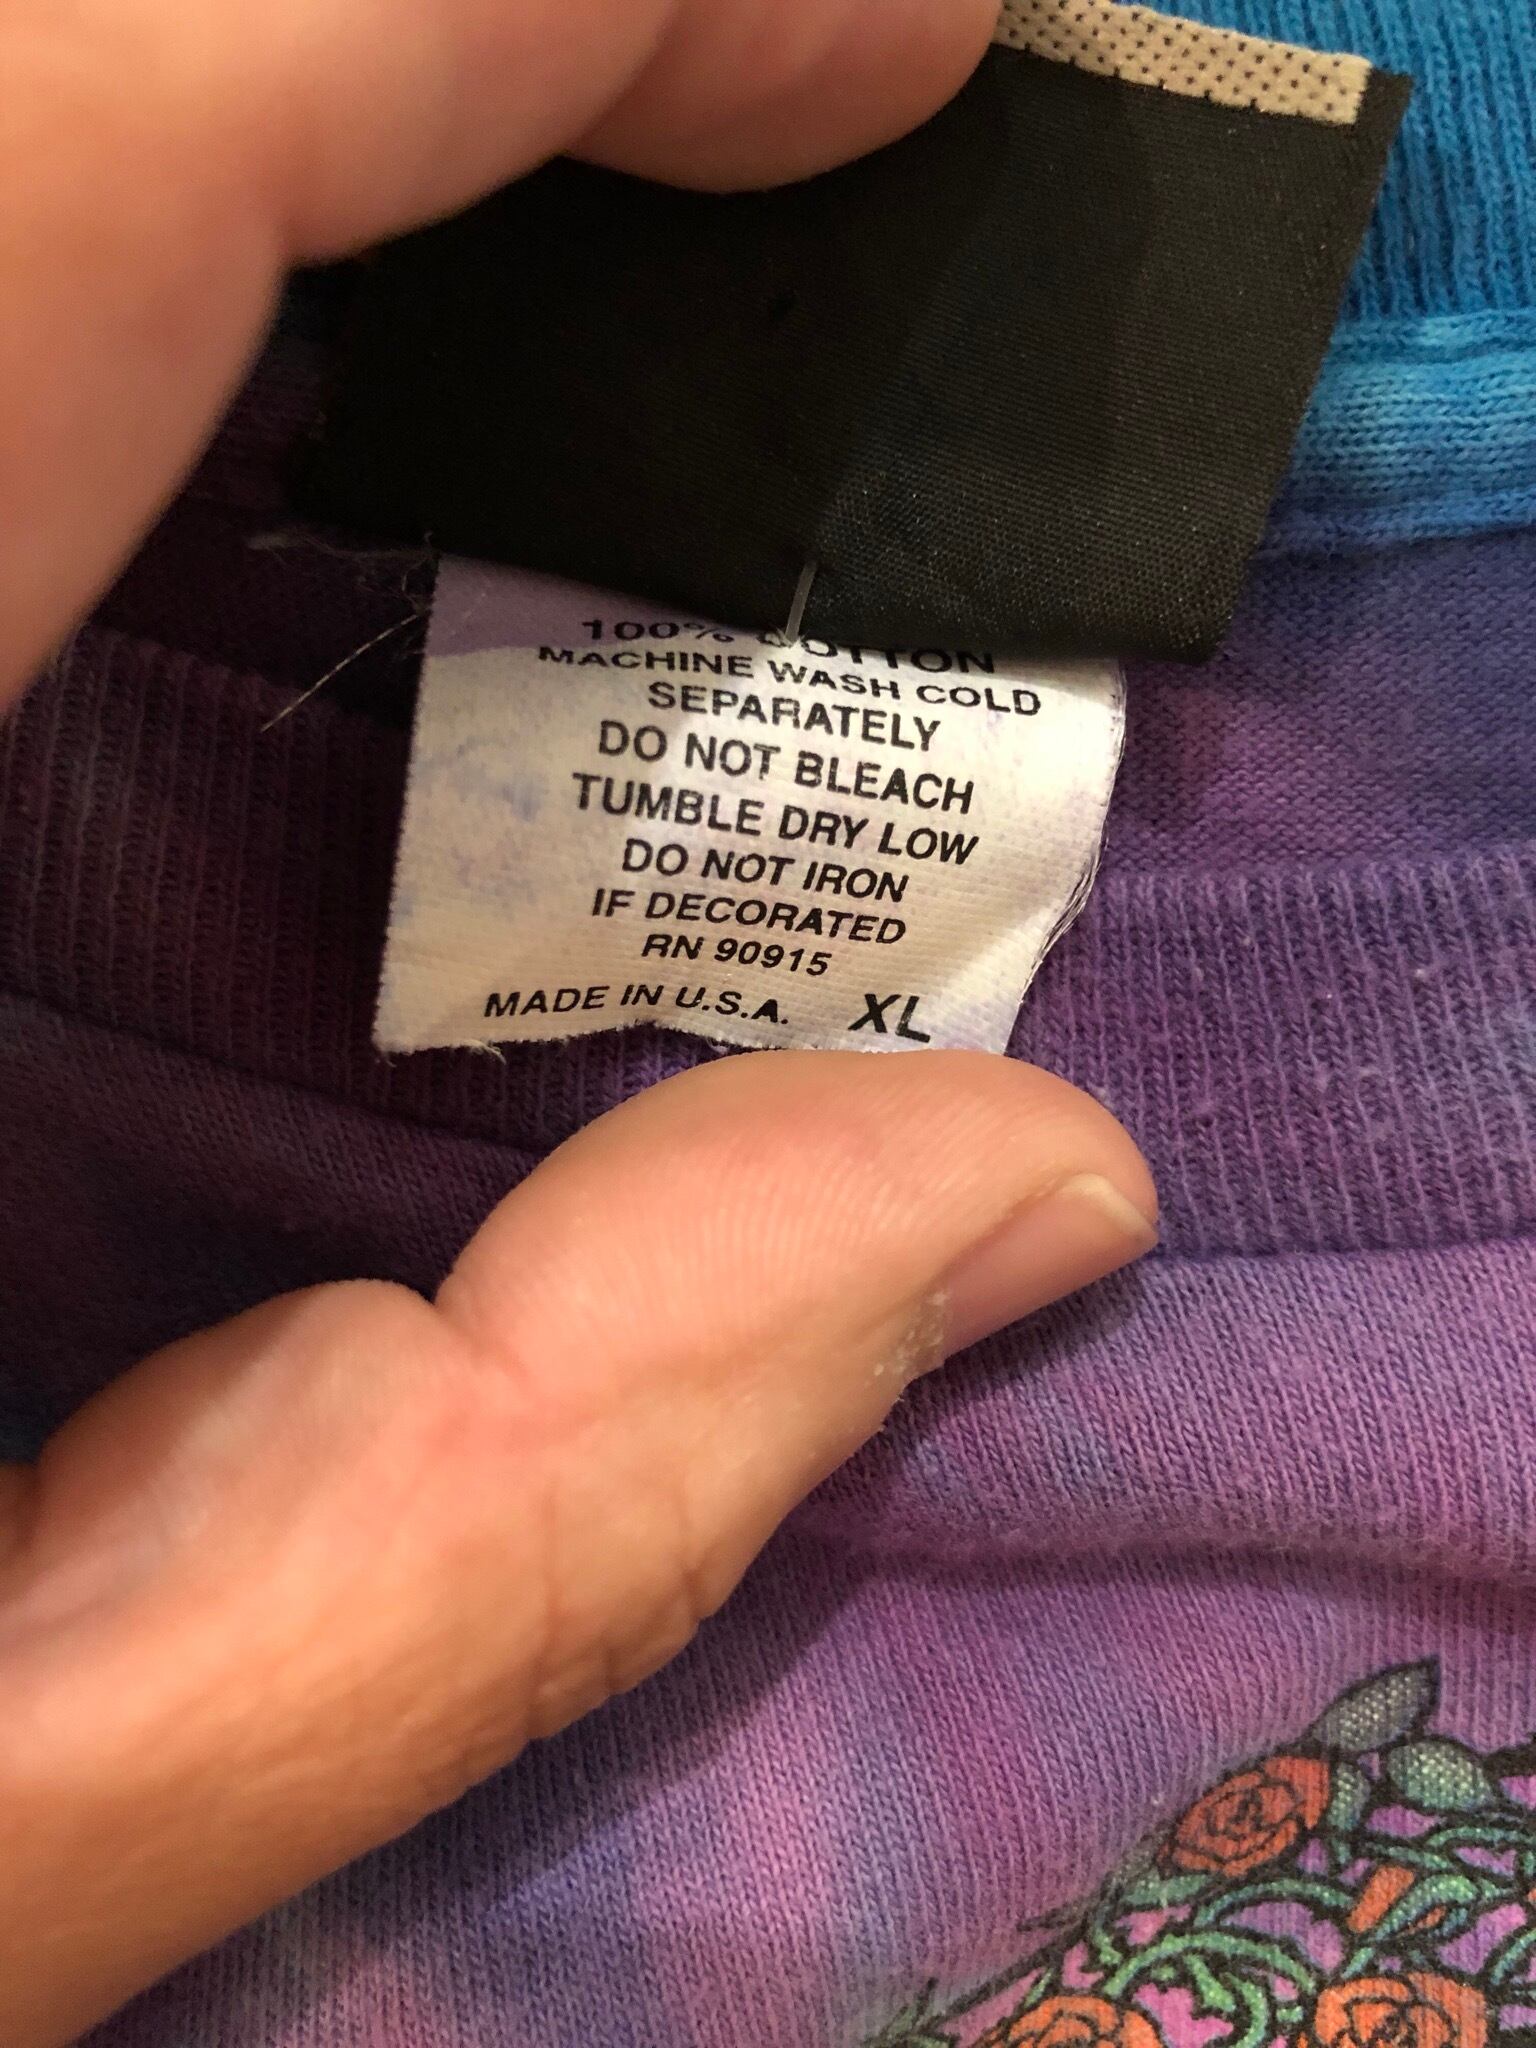 100% COTTON
MACHINE WASH COLD
SEPARATELY
DO NOT BLEACH
TUMBLE DRY LOW
DO NOT IRON
IF DECORATED
RN 90915
MADE IN U.S.A. XL